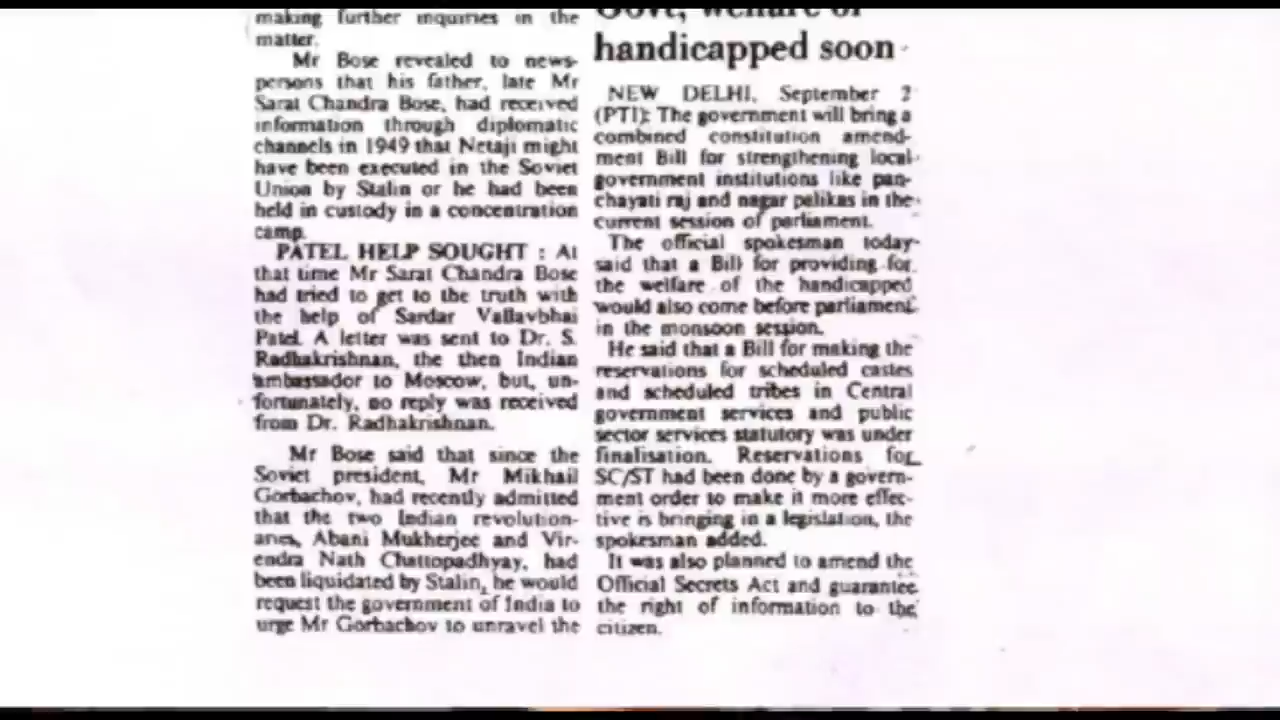 making further inquiries in the
matter.
Mr Bose revealed to news-
persons that his father, late Mr
Sarat Chandra Bose, had received
information through diplomatic
channels in 1949 that Netaji might
have been executed in the Soviet
Union by Stalin or he had been
held in custody in a concentration
camp.
PATEL HELP SOUGHT : At
that time Mr Sarat Chandra Bose
had tried to get to the truth with
the help of Sardar Vallavbhai
Patel. A letter was sent to Dr. S.
Radhakrishnan, the then Indian
ambassador to Moscow, but, un-
fortunately, no reply was received
from Dr. Radhakrishnan.
Mr Bose said that since the
Soviet president, Mr Mikhail
Gorbachov, had recently admitted
that the two Indian revolution-
aries, Abani Mukherjee and Vir-
endra Nath Chattopadhyay, had
been liquidated by Stalin, he would
request the government of India to
urge Mr Gorbachov to unravel the
Govt, welfare of
handicapped soon
NEW DELHI, September 2
(PTI): The government will bring a
combined constitution amend-
ment Bill for strengthening local
government institutions like pan-
chayati raj and nagar palikas in the
current session of parliament.
The official spokesman today
said that a Bill for providing for
the welfare of the handicapped
would also come before parliament
in the monsoon session.
He said that a Bill for making the
reservations for scheduled castes
and scheduled tribes in Central
government services and public
sector services statutory was under
finalisation. Reservations for
SC/ST had been done by a govern-
ment order to make it more effec-
tive is bringing in a legislation, the
spokesman added.
It was also planned to amend the
Official Secrets Act and guarantee
the right of information to the
citizen.